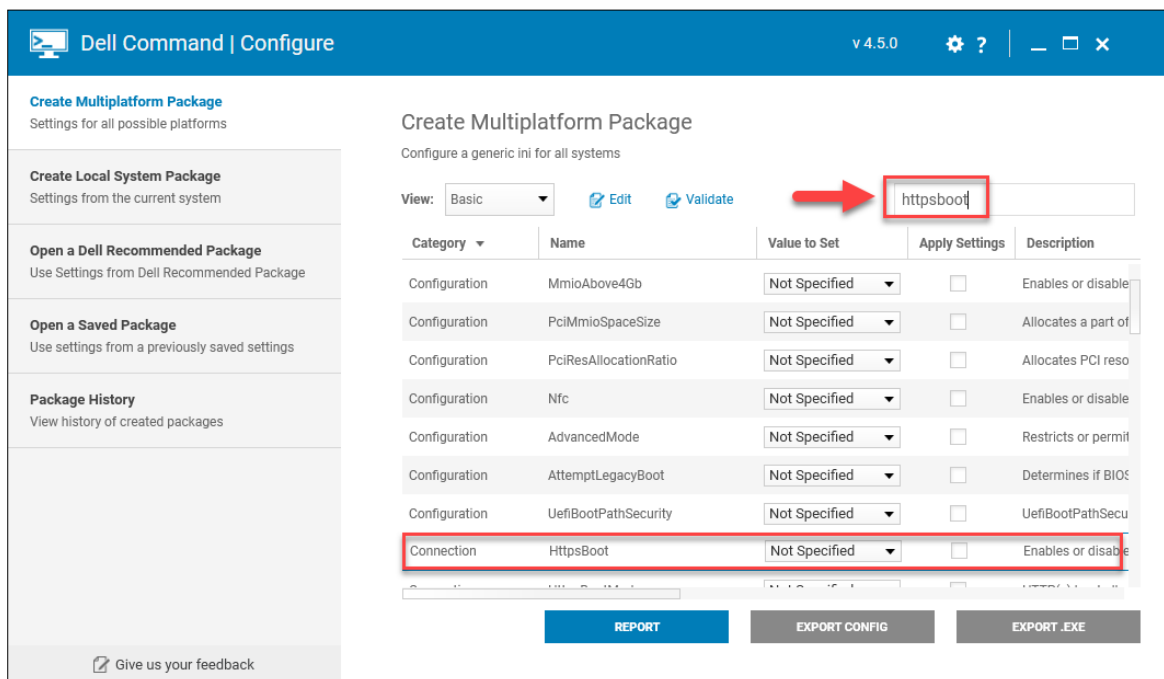 Dell Command | Configure
v 4.5.0
?
Create Multiplatform Package
Settings for all possible platforms
Create Local System Package
Settings from the current system
Open a Dell Recommended Package
Use Settings from Dell Recommended Package
Open a Saved Package
Use settings from a previously saved settings
Package History
View history of created packages
Give us your feedback
Create Multiplatform Package
Configure a generic ini for all systems
View: Basic Edit Validate httpsboot
Category Name Value to Set Apply Settings Description
Configuration MmioAbove4Gb Not Specified Enables or disable
Configuration PciMmioSpaceSize Not Specified Allocates a part of
Configuration PciResAllocationRatio Not Specified Allocates PCI reso
Configuration Nfc Not Specified Enables or disable
Configuration AdvancedMode Not Specified Restricts or permit
Configuration AttemptLegacyBoot Not Specified Determines if BIOS
Configuration UefiBootPathSecurity Not Specified UefiBootPathSecu
Connection HttpsBoot Not Specified Enables or disable
REPORT EXPORT CONFIG EXPORT .EXE